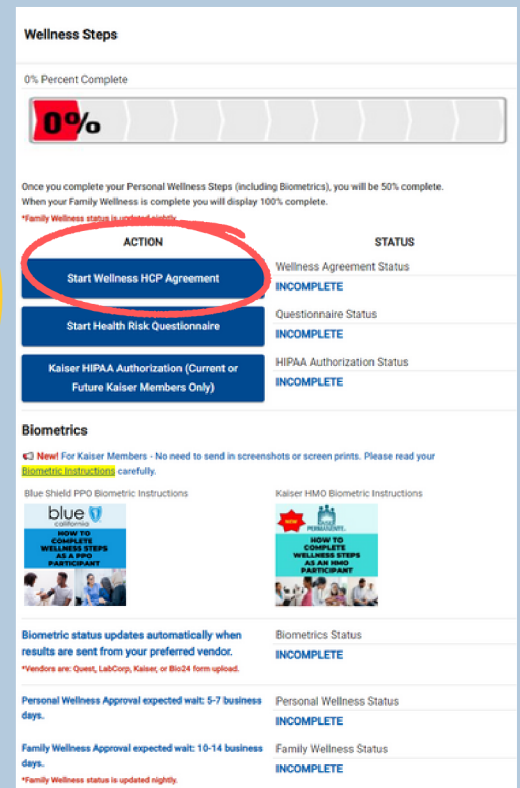 Wellness Steps
0% Percent Complete
0%
Once you complete your Personal Wellness Steps (including Biometrics), you will be 50% complete.
When your Family Wellness is complete you will display 100% complete.
*Family Wellness status is updated nightly.
ACTION STATUS
Start Wellness HCP Agreement
Wellness Agreement Status
INCOMPLETE
Start Health Risk Questionnaire
Questionnaire Status
INCOMPLETE
Kaiser HIPAA Authorization (Current or
Future Kaiser Members Only)
HIPAA Authorization Status
INCOMPLETE
Biometrics
New! For Kaiser Members - No need to send in screenshots or screen prints. Please read your
Biometric Instructions carefully.
Blue Shield PPO Biometric Instructions
blue
california
HOW TO
COMPLETE
WELLNESS STEPS
AS A PPO
PARTICIPANT
Kaiser HMO Biometric Instructions
NEW
KAISER
PERMANENTE
HOW TO
COMPLETE
WELLNESS STEPS
AS AN HMO
PARTICIPANT
Biometric status updates automatically when
results are sent from your preferred vendor.
*Vendors are: Quest, LabCorp, Kaiser, or Bio24 form upload.
Biometrics Status
INCOMPLETE
Personal Wellness Approval expected wait: 5-7 business
days.
Personal Wellness Status
INCOMPLETE
Family Wellness Approval expected wait: 10-14 business
days.
*Family Wellness status is updated nightly.
Family Wellness Status
INCOMPLETE